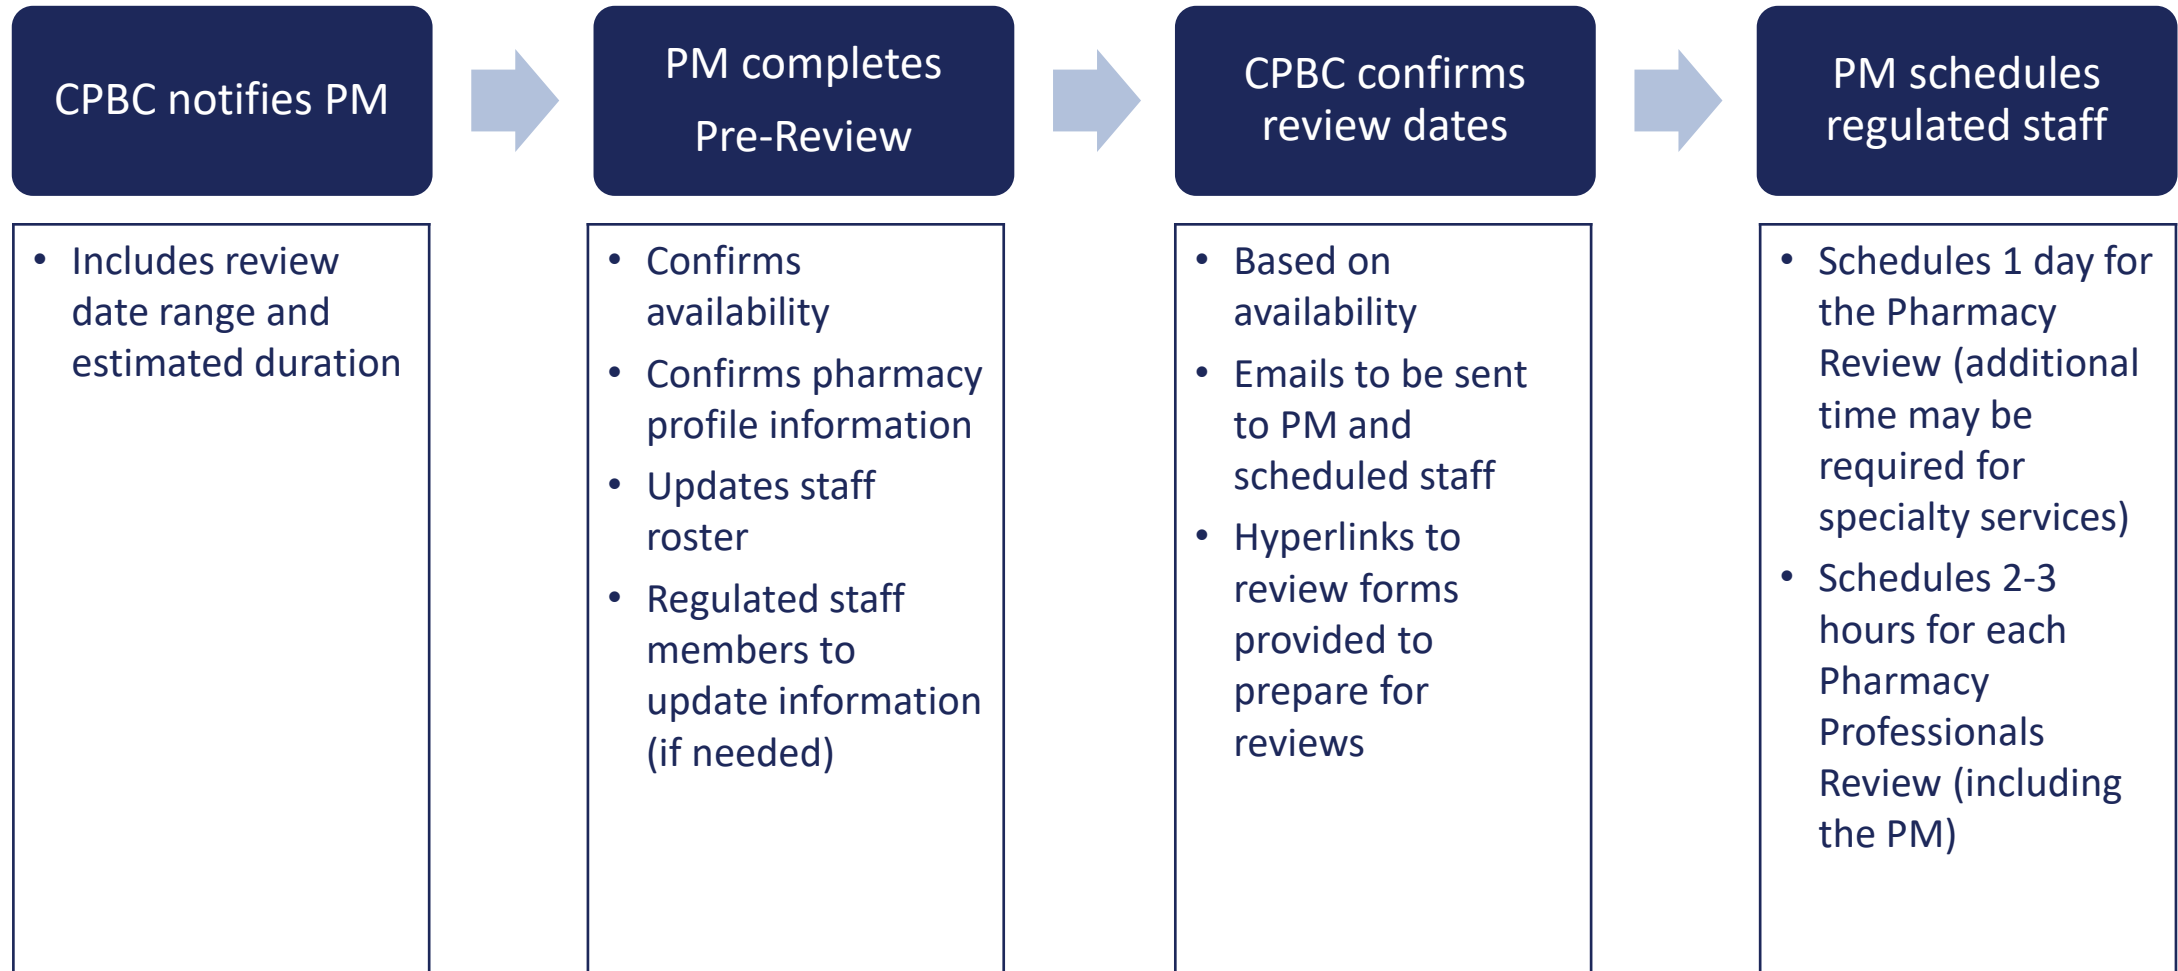 CPBC notifies PM
• Includes review
date range and
estimated duration
PM completes
Pre-Review
• Confirms
availability
• Confirms pharmacy
profile information
• Updates staff
roster
• Regulated staff
members to
update information
(if needed)
CPBC confirms
review dates
• Based on
availability
• Emails to be sent
to PM and
scheduled staff
• Hyperlinks to
review forms
provided to
prepare for
reviews
PM schedules
regulated staff
• Schedules 1 day for
the Pharmacy
Review (additional
time may be
required for
specialty services)
• Schedules 2-3
hours for each
Pharmacy
Professionals
Review (including
the PM)